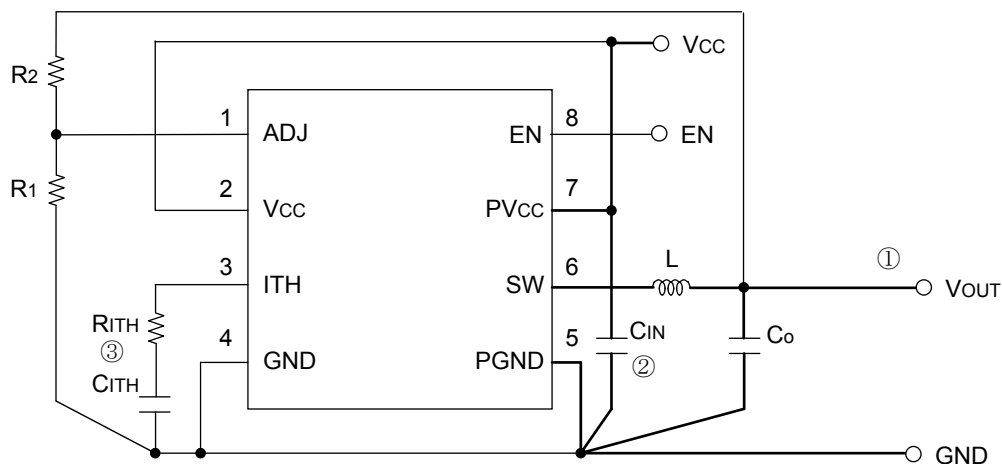 VCC
R2
1
ADJ
EN
8
EN
R1
2
VCC
PVCC
7
3
ITH
SW
6
L
①
VOUT
RITH
③
CITH
4
GND
PGND
5
CIN
②
Co
GND